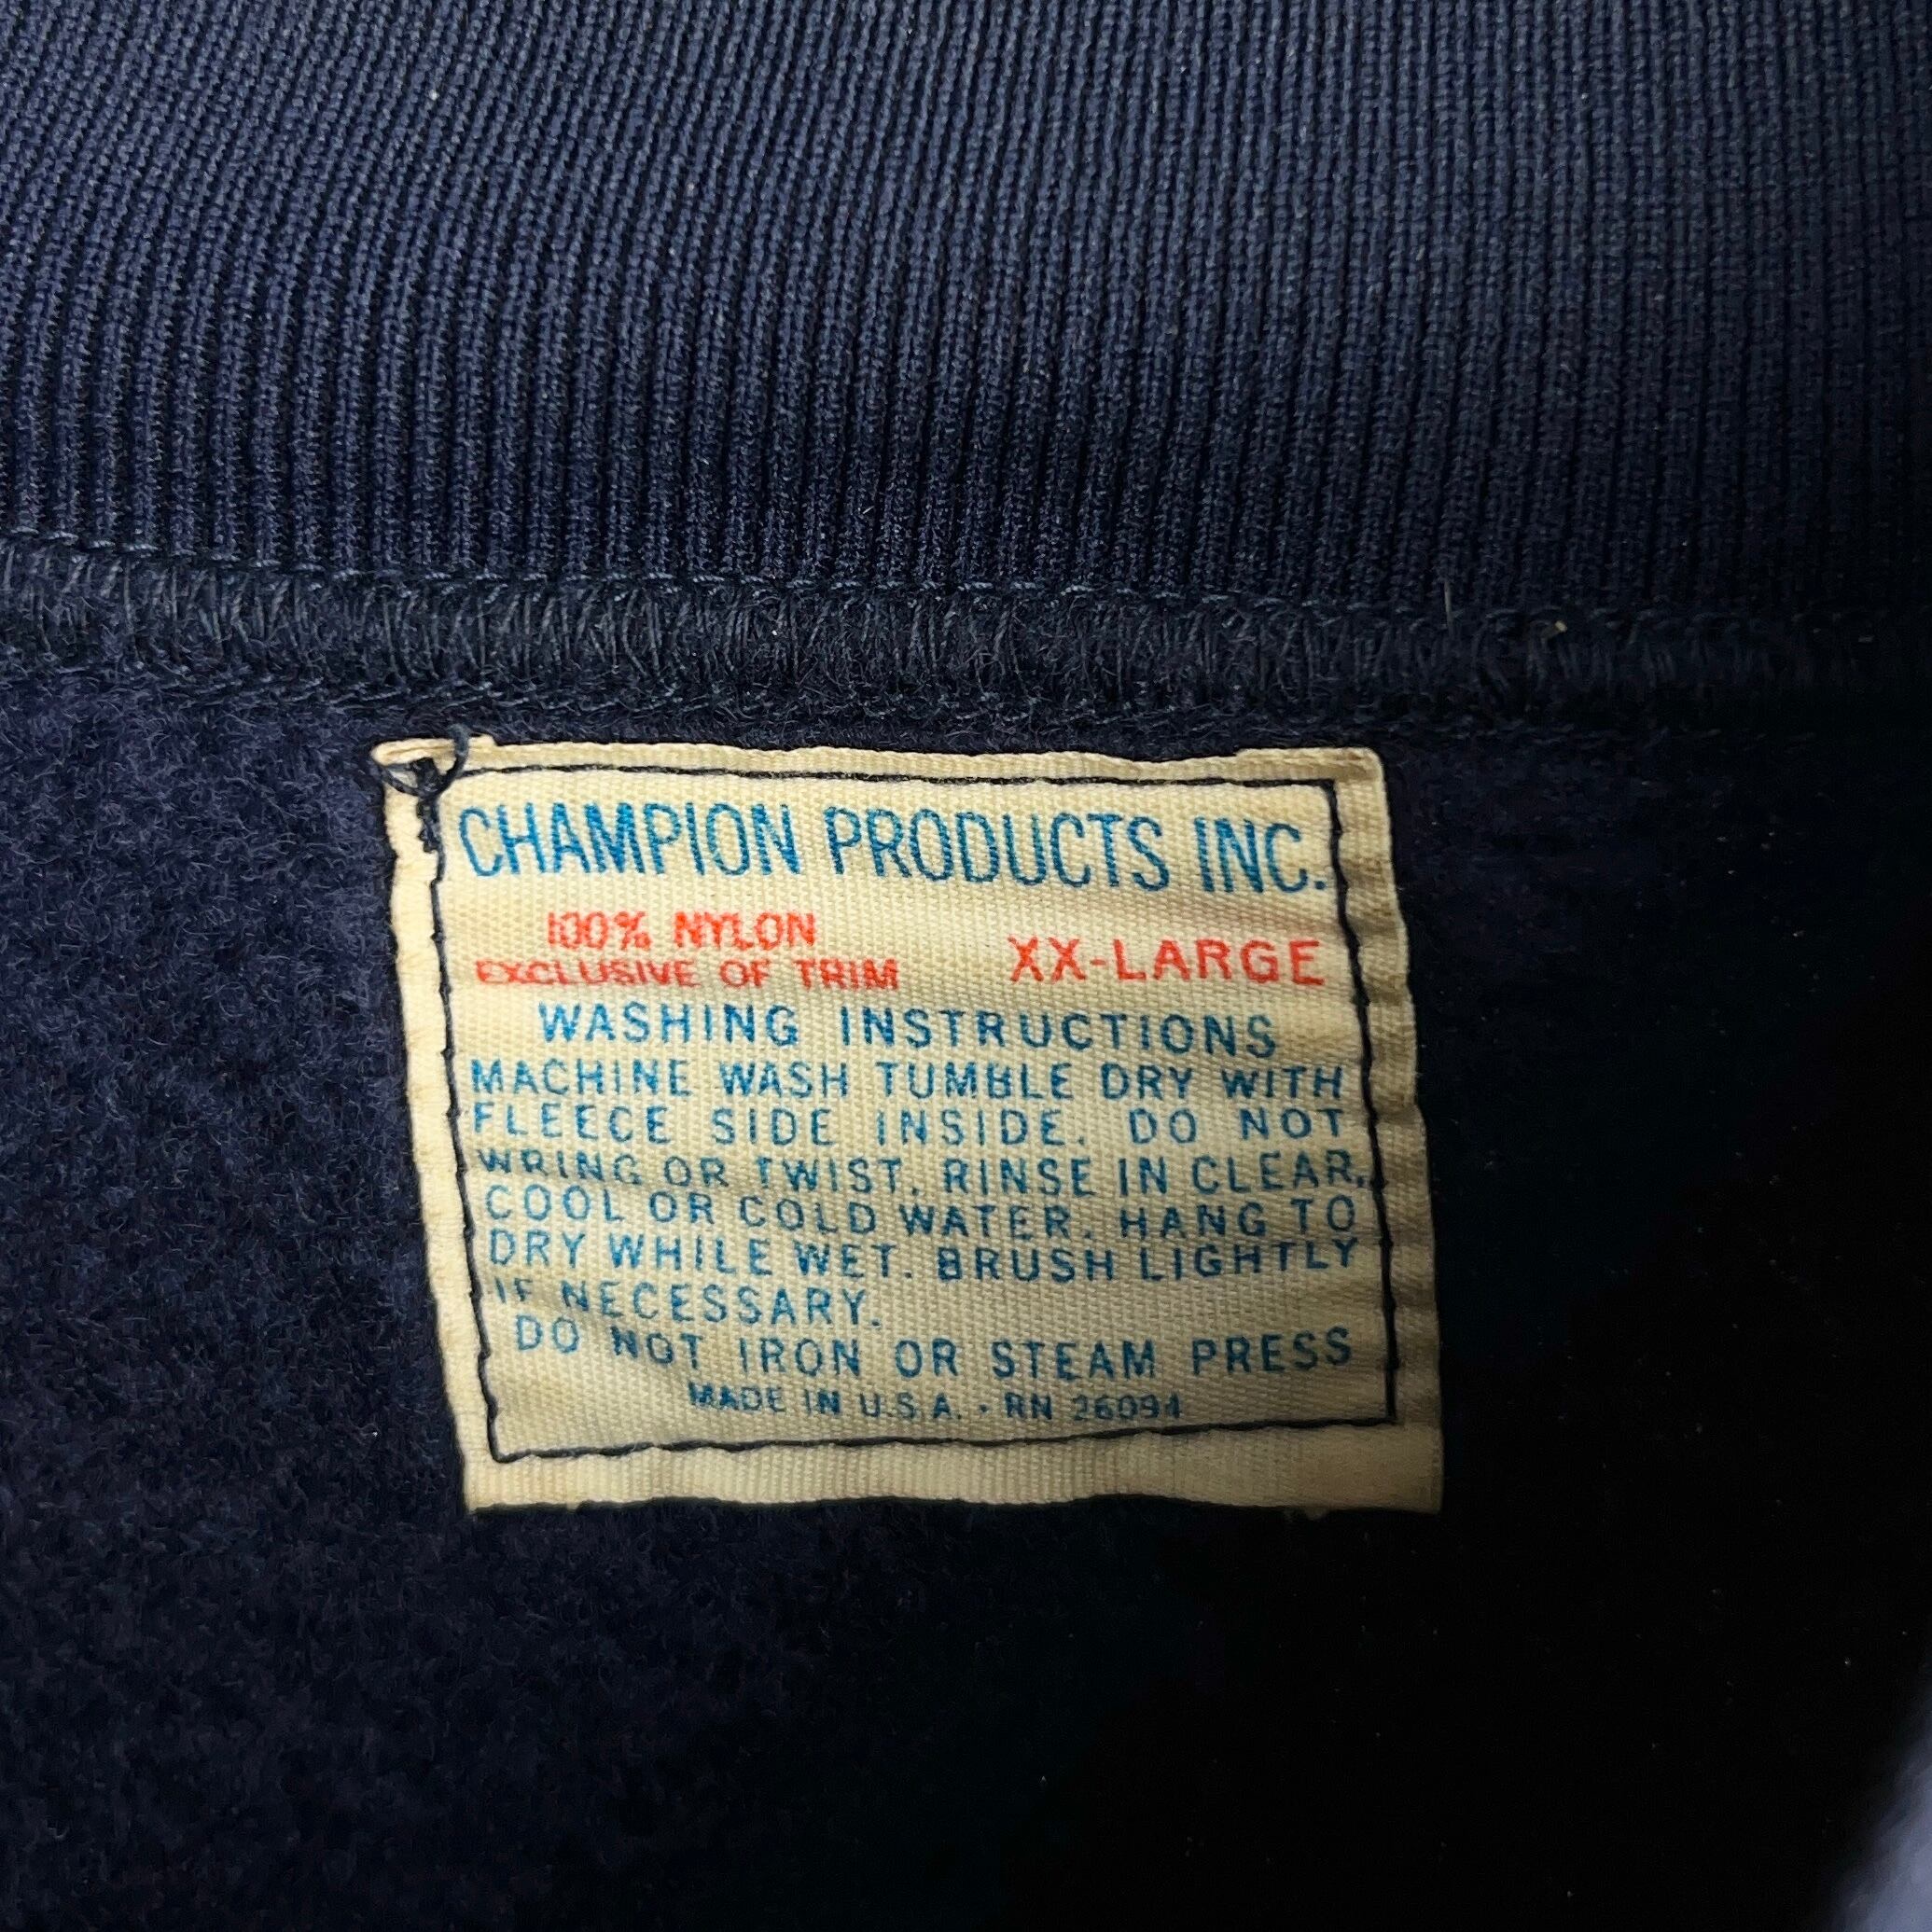 CHAMPION PRODUCTS INC.
100% NYLON
EXCLUSIVE OF TRIM XX-LARGE
WASHING INSTRUCTIONS
MACHINE WASH TUMBLE DRY WITH
FLEECE SIDE INSIDE. DO NOT
WRING OR TWIST. RINSE IN CLEAR,
COOL OR COLD WATER. HANG TO
DRY WHILE WET. BRUSH LIGHTLY
IF NECESSARY.
DO NOT IRON OR STEAM PRESS
MADE IN U.S.A. · RN 26094